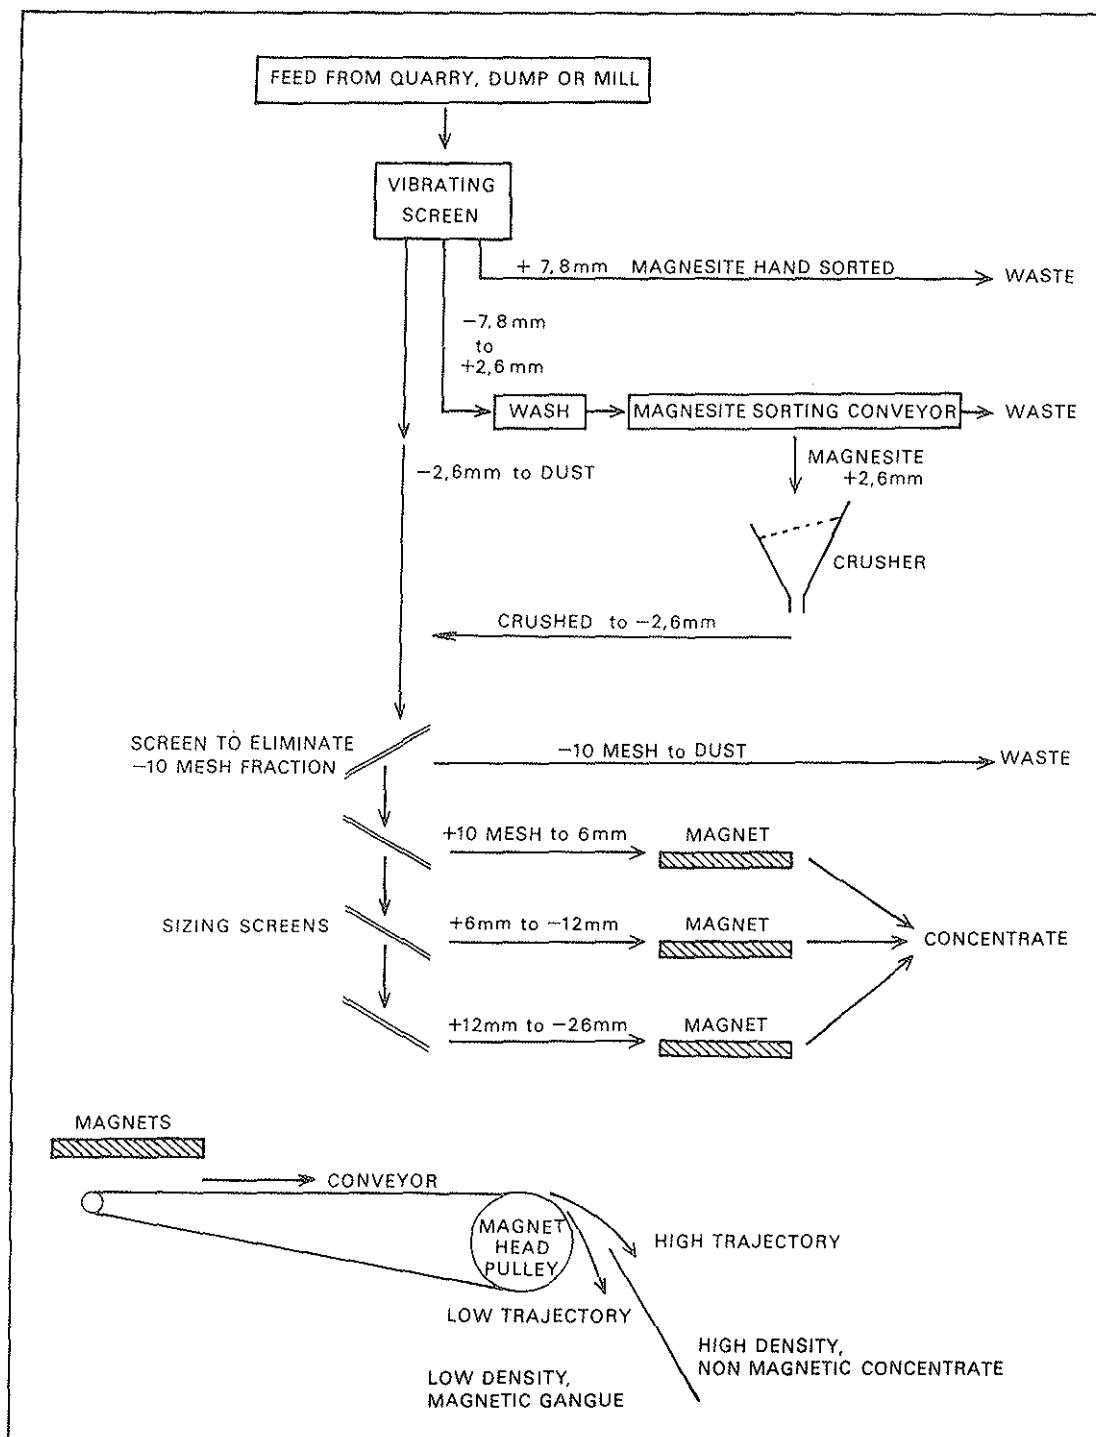 FEED FROM QUARRY, DUMP OR MILL
VIBRATING
SCREEN
+ 7,8mm MAGNESITE HAND SORTED
WASTE
−7,8mm
to
+2,6mm
WASH
MAGNESITE SORTING CONVEYOR
WASTE
−2,6mm to DUST
MAGNESITE
+2,6mm
CRUSHER
CRUSHED to −2,6mm
SCREEN TO ELIMINATE
−10 MESH FRACTION
−10 MESH to DUST
WASTE
+10 MESH to 6mm
MAGNET
SIZING SCREENS
+6mm to −12mm
MAGNET
CONCENTRATE
+12mm to −26mm
MAGNET
MAGNETS
CONVEYOR
MAGNET
HEAD
PULLEY
HIGH TRAJECTORY
LOW TRAJECTORY
HIGH DENSITY,
NON MAGNETIC CONCENTRATE
LOW DENSITY,
MAGNETIC GANGUE